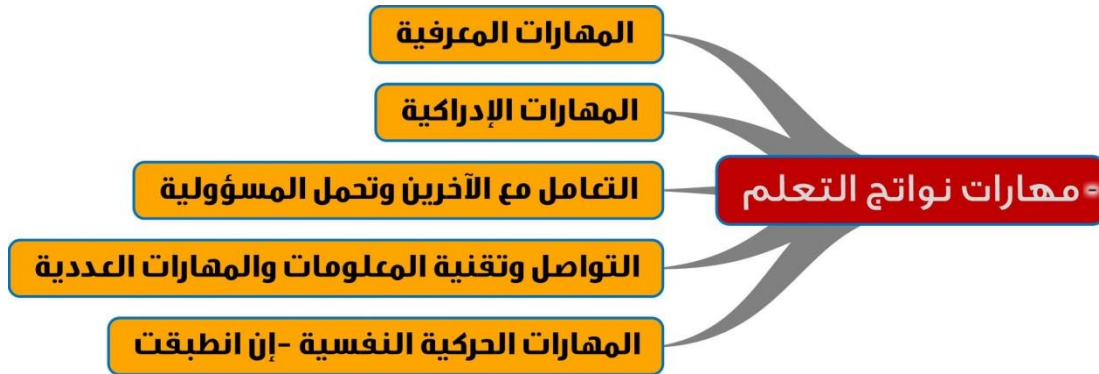 - مهارات نواتج التعلم
المهارات المعرفية
المهارات الإدراكية
التعامل مع الآخرين وتحمل المسؤولية
التواصل وتقنية المعلومات والمهارات العددية
المهارات الحركية النفسية -إن انطبقت